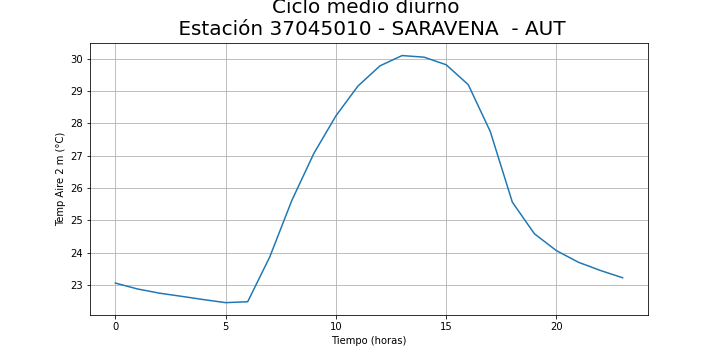 Ciclo medio diurno
Estación 37045010 - SARAVENA  - AUT
30
29
28
27
26
25
24
23
Temp Aire 2 m (°C)
0 5 10 15 20
Tiempo (horas)